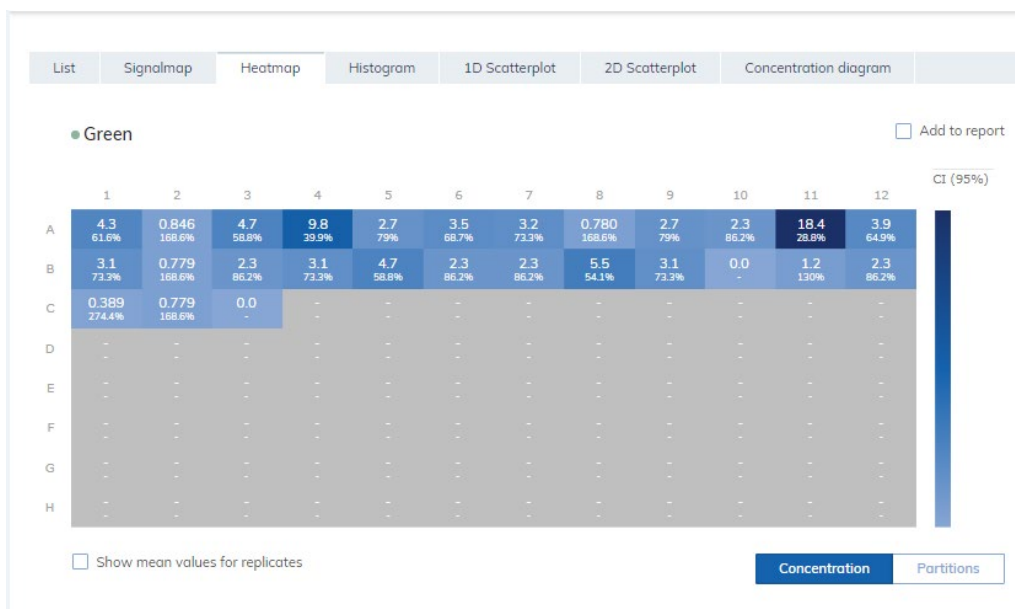 List Signalmap Heatmap Histogram 1D Scatterplot 2D Scatterplot Concentration diagram
Green
Add to report
CI (95%)
1 2 3 4 5 6 7 8 9 10 11 12
A 4.3 0.846 4.7 9.8 2.7 3.5 3.2 0.780 2.7 2.3 18.4 3.9
61.6% 168.6% 58.8% 39.9% 79% 68.7% 73.3% 168.6% 79% 86.2% 28.8% 64.9%
B 3.1 0.779 2.3 3.1 4.7 2.3 2.3 5.5 3.1 0.0 1.2 2.3
73.3% 168.6% 86.2% 73.3% 58.8% 86.2% 86.2% 54.1% 73.3% - 130% 86.2%
C 0.389 0.779 0.0 - - - - - - - - -
274.4% 168.6% - - - - - - - - - -
D - - - - - - - - - - - -
- - - - - - - - - - - -
E - - - - - - - - - - - -
- - - - - - - - - - - -
F - - - - - - - - - - - -
- - - - - - - - - - - -
G - - - - - - - - - - - -
- - - - - - - - - - - -
H - - - - - - - - - - - -
- - - - - - - - - - - -
Show mean values for replicates
Concentration Partitions